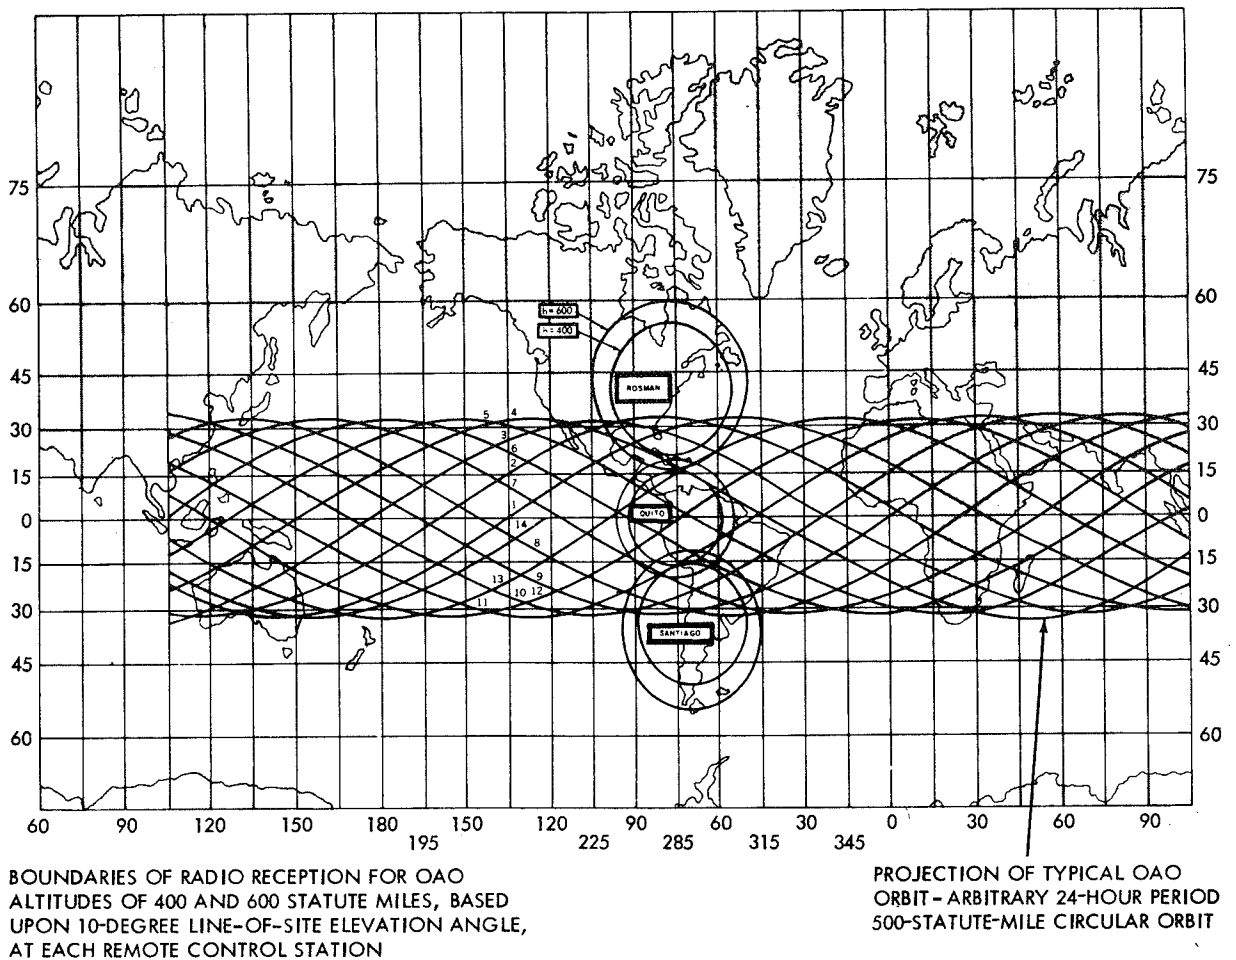 75 75
60 60
h = 600
h = 400
45 45
ROSMAN
5 4
30 30
3
6
2
15 15
7
1
QUITO
0 0
14
8
15 15
13 9
10 12
11
30 30
SANTIAGO
45 45
60 60
60 90 120 150 180 150 120 90 60 30 0 30 60 90
195 225 285 315 345
BOUNDARIES OF RADIO RECEPTION FOR OAO
ALTITUDES OF 400 AND 600 STATUTE MILES, BASED
UPON 10-DEGREE LINE-OF-SITE ELEVATION ANGLE,
AT EACH REMOTE CONTROL STATION
PROJECTION OF TYPICAL OAO
ORBIT - ARBITRARY 24-HOUR PERIOD
500-STATUTE-MILE CIRCULAR ORBIT